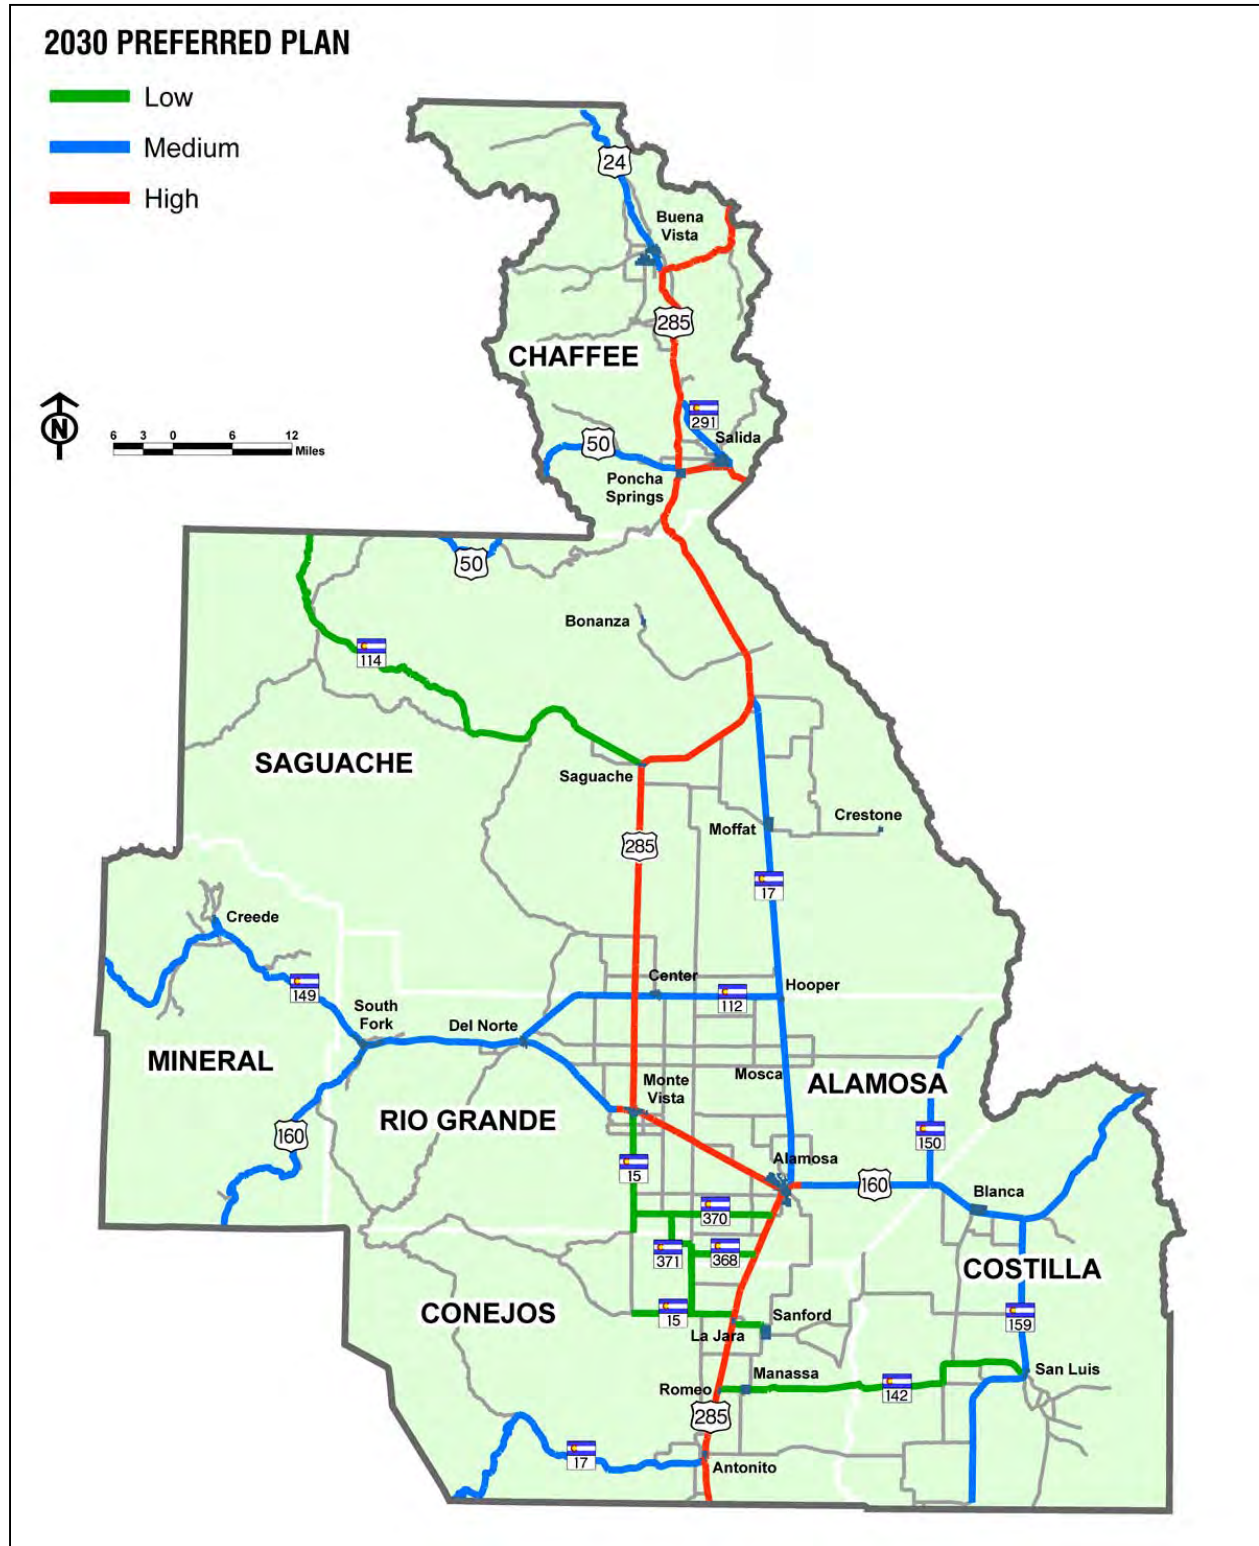 2030 PREFERRED PLAN
Low
Medium
High
24
Buena
Vista
285
CHAFFEE
291
Salida
50
Poncha
Springs
N
6 3 0 6 12
Miles
50
Bonanza
114
SAGUACHE
Saguache
285
Moffat
Crestone
17
Creede
149
Center
Hooper
112
South
Fork
Del Norte
MINERAL
Monte
Vista
Mosca
ALAMOSA
RIO GRANDE
160
150
15
Alamosa
160
Blanca
370
371
368
COSTILLA
CONEJOS
15
Sanford
La Jara
159
Manassa
San Luis
Romeo
142
285
17
Antonito